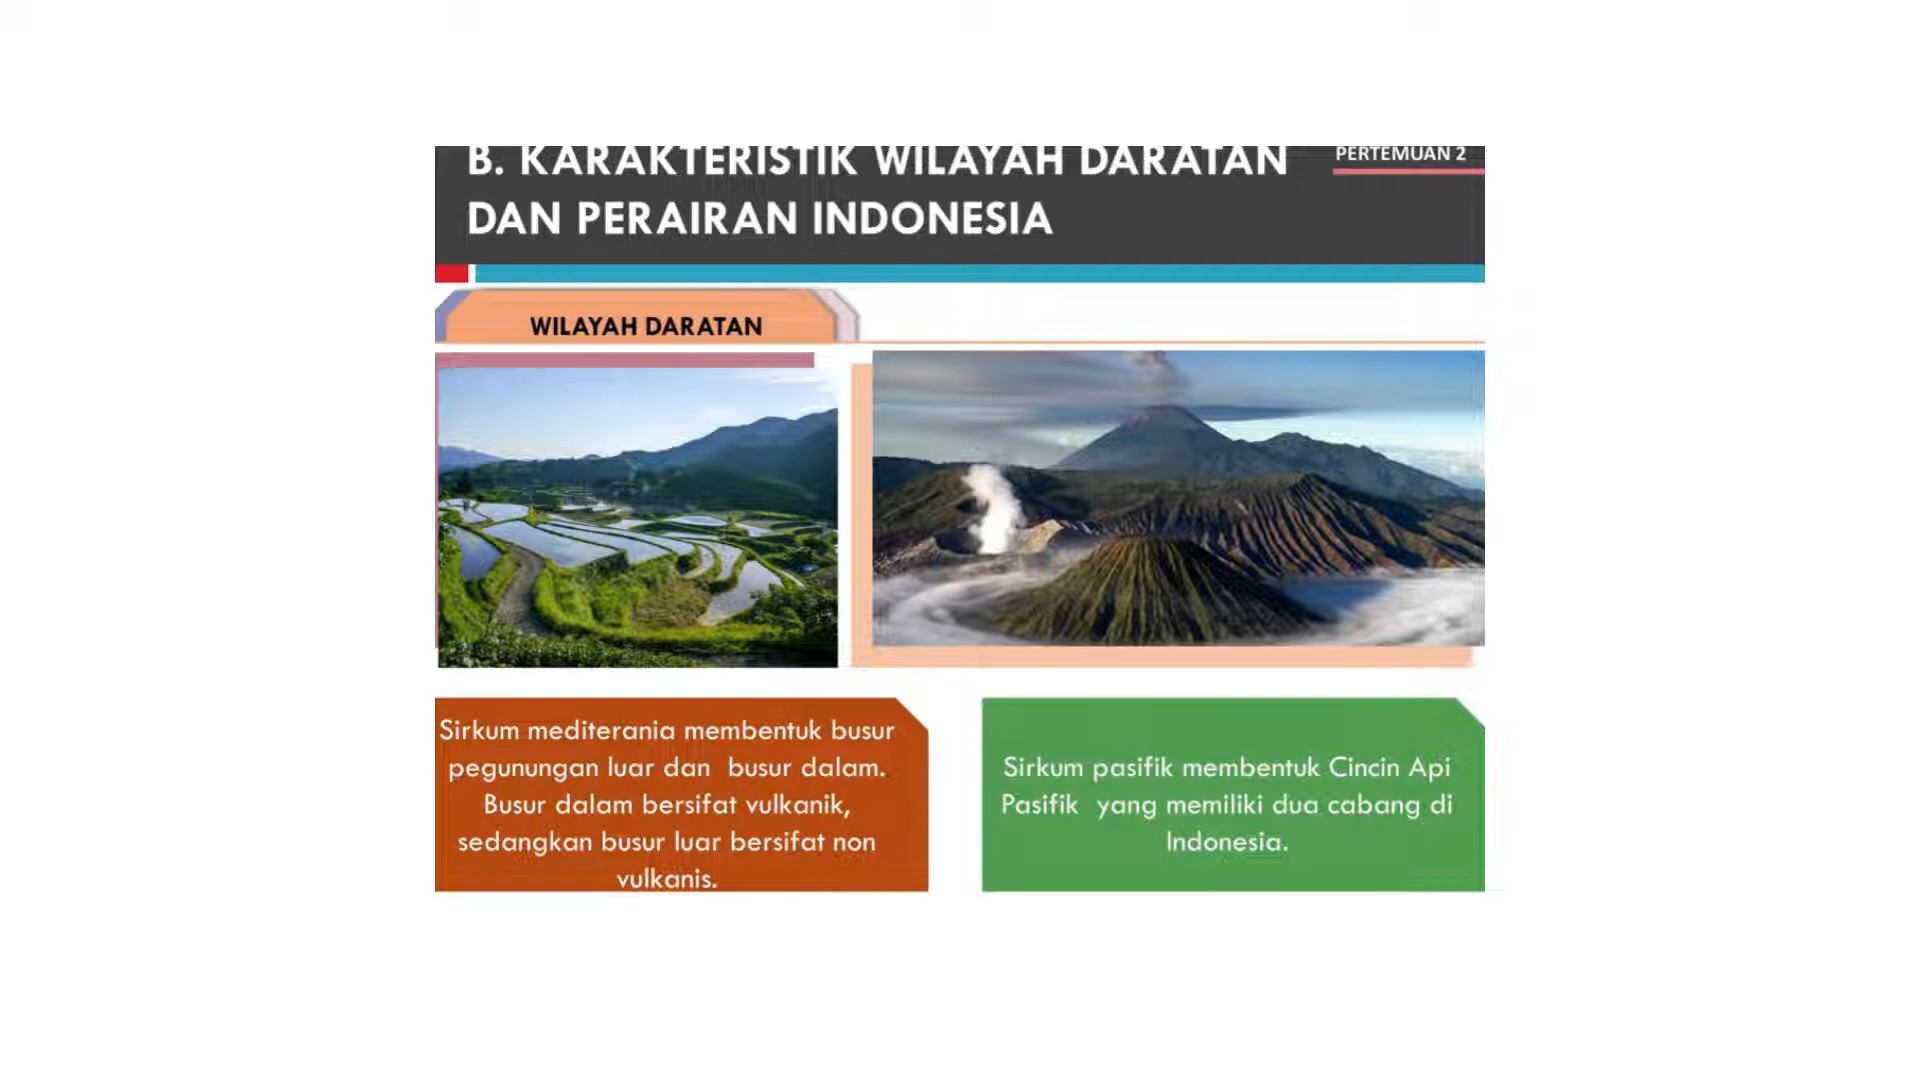 B. KARAKTERISTIK WILAYAH DARATAN
DAN PERAIRAN INDONESIA
PERTEMUAN 2
WILAYAH DARATAN
Sirkum mediterania membentuk busur
pegunungan luar dan busur dalam.
Busur dalam bersifat vulkanik,
sedangkan busur luar bersifat non
vulkanis.
Sirkum pasifik membentuk Cincin Api
Pasifik yang memiliki dua cabang di
Indonesia.